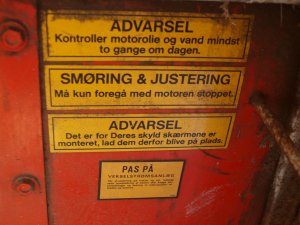 ADVARSEL
Kontroller motorolie og vand mindst
to gange om dagen.
SMØRING & JUSTERING
Må kun foregå med motoren stoppet.
ADVARSEL
Det er for Deres skyld skærmene er
monteret, lad dem derfor blive på plads.
PAS PÅ
VEKSELSTRØMSANLÆG